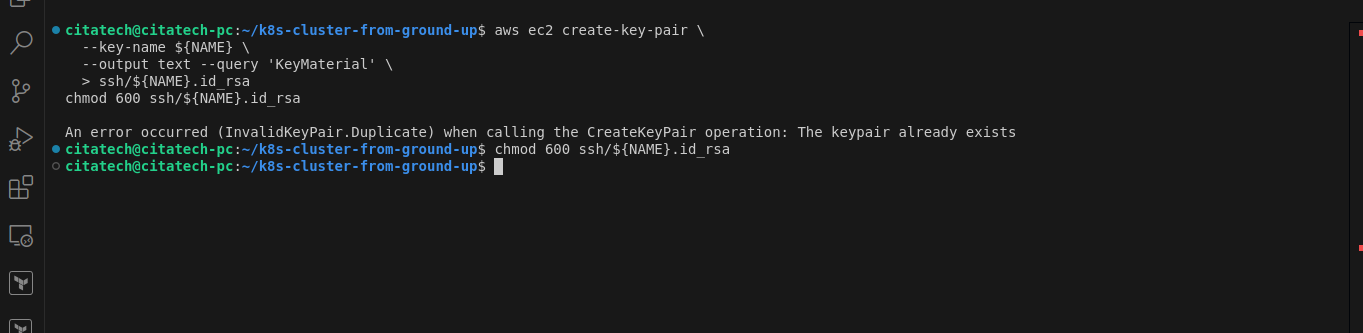 citatech@citatech-pc:~/k8s-cluster-from-ground-up$ aws ec2 create-key-pair \
  --key-name ${NAME} \
  --output text --query 'KeyMaterial' \
  > ssh/${NAME}.id_rsa
chmod 600 ssh/${NAME}.id_rsa

An error occurred (InvalidKeyPair.Duplicate) when calling the CreateKeyPair operation: The keypair already exists
citatech@citatech-pc:~/k8s-cluster-from-ground-up$ chmod 600 ssh/${NAME}.id_rsa
citatech@citatech-pc:~/k8s-cluster-from-ground-up$